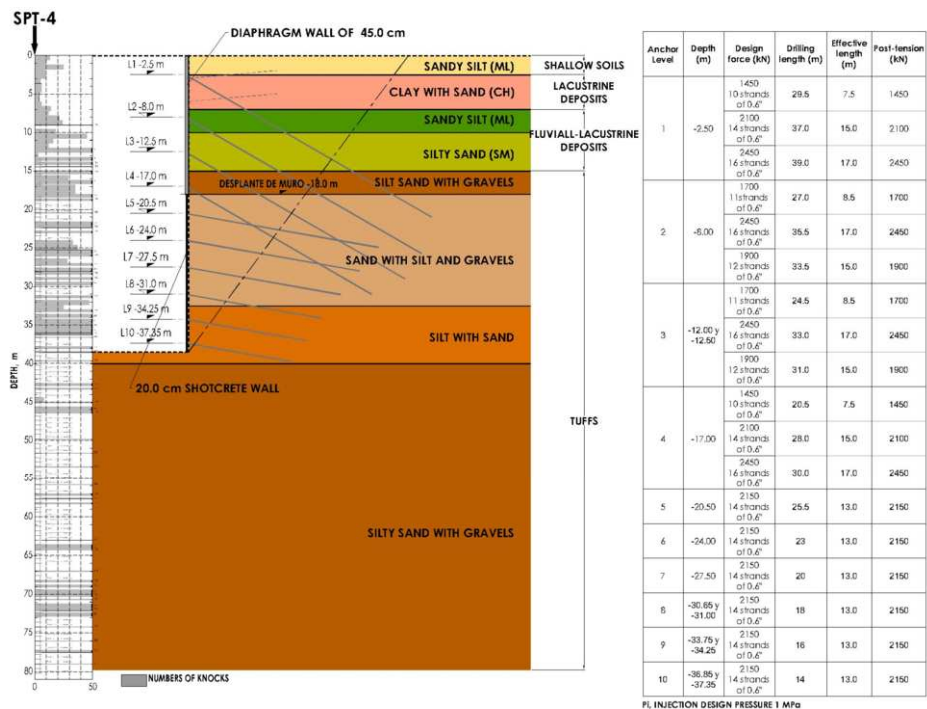 SPT-4
DIAPHRAGM WALL OF 45.0 cm
L1 -2,5 m
L2 -8,0 m
L3 -12,5 m
L4 -17,0 m
L5 -20,5 m
L6 -24,0 m
L7 -27,5 m
L8 -31,0 m
L9 -34,25 m
L10 -37,35 m
SANDY SILT (ML)
CLAY WITH SAND (CH)
SANDY SILT (ML)
SILTY SAND (SM)
DESPLANTE DE MURO -18.0 m
SILT SAND WITH GRAVELS
SAND WITH SILT AND GRAVELS
SILT WITH SAND
20.0 cm SHOTCRETE WALL
SILTY SAND WITH GRAVELS
SHALLOW SOILS
LACUSTRINE
DEPOSITS
FLUVIALL-LACUSTRINE
DEPOSITS
TUFFS
DEPTH, m
0
5
10
15
20
25
30
35
40
45
50
55
60
65
70
75
80
0
50
NUMBERS OF KNOCKS
Anchor Level Depth (m) Design force (kN) Drilling length (m) Effective length (m) Post-tension (kN)
1 -2.50
1450 10 strands of 0.6" 29.5 7.5 1450
2100 14 strands of 0.6" 37.0 15.0 2100
2450 16 strands of 0.6" 39.0 17.0 2450
2
1700 11strands of 0.6" 27.0 8.5 1700
2450 16 strands of 0.6" 35.5 17.0 2450
1900 12 strands of 0.6" 33.5 15.0 1900
3 -12.00 y -12.50
1700 11 strands of 0.6" 24.5 8.5 1700
2450 16 strands of 0.6" 33.0 17.0 2450
1900 12 strands of 0.6" 31.0 15.0 1900
4 -17.00
1450 10 strands of 0.6" 20.5 7.5 1450
2100 14 strands of 0.6" 28.0 15.0 2100
2450 16 strands of 0.6" 30.0 17.0 2450
5 -20.50 2150 14 strands of 0.6" 25.5 13.0 2150
6 -24.00 2150 14 strands of 0.6" 23 13.0 2150
7 -27.50 2150 14 strands of 0.6" 20 13.0 2150
8 -30.65 y -31.00 2150 14 strands of 0.6" 18 13.0 2150
9 -33.75 y -34.25 2150 14 strands of 0.6" 16 13.0 2150
10 -36.85 y -37.35 2150 14 strands of 0.6" 14 13.0 2150
PI, INJECTION DESIGN PRESSURE 1 MPa